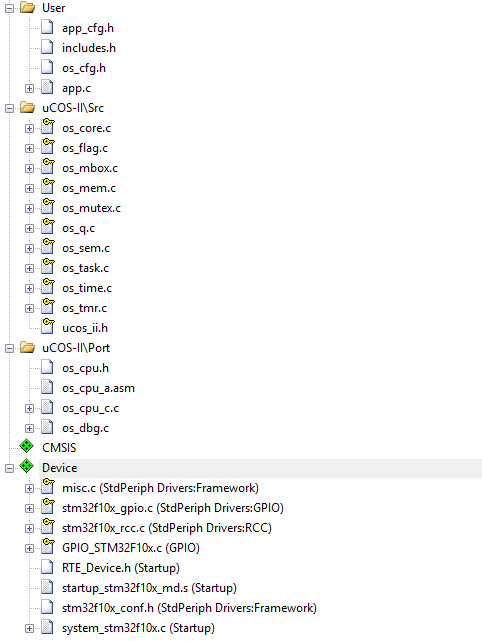 User
app_cfg.h
includes.h
os_cfg.h
app.c
uCOS-II\Src
os_core.c
os_flag.c
os_mbox.c
os_mem.c
os_mutex.c
os_q.c
os_sem.c
os_task.c
os_time.c
os_tmr.c
ucos_ii.h
uCOS-II\Port
os_cpu.h
os_cpu_a.asm
os_cpu_c.c
os_dbg.c
CMSIS
Device
misc.c (StdPeriph Drivers:Framework)
stm32f10x_gpio.c (StdPeriph Drivers:GPIO)
stm32f10x_rcc.c (StdPeriph Drivers:RCC)
GPIO_STM32F10x.c (GPIO)
RTE_Device.h (Startup)
startup_stm32f10x_md.s (Startup)
stm32f10x_conf.h (StdPeriph Drivers:Framework)
system_stm32f10x.c (Startup)